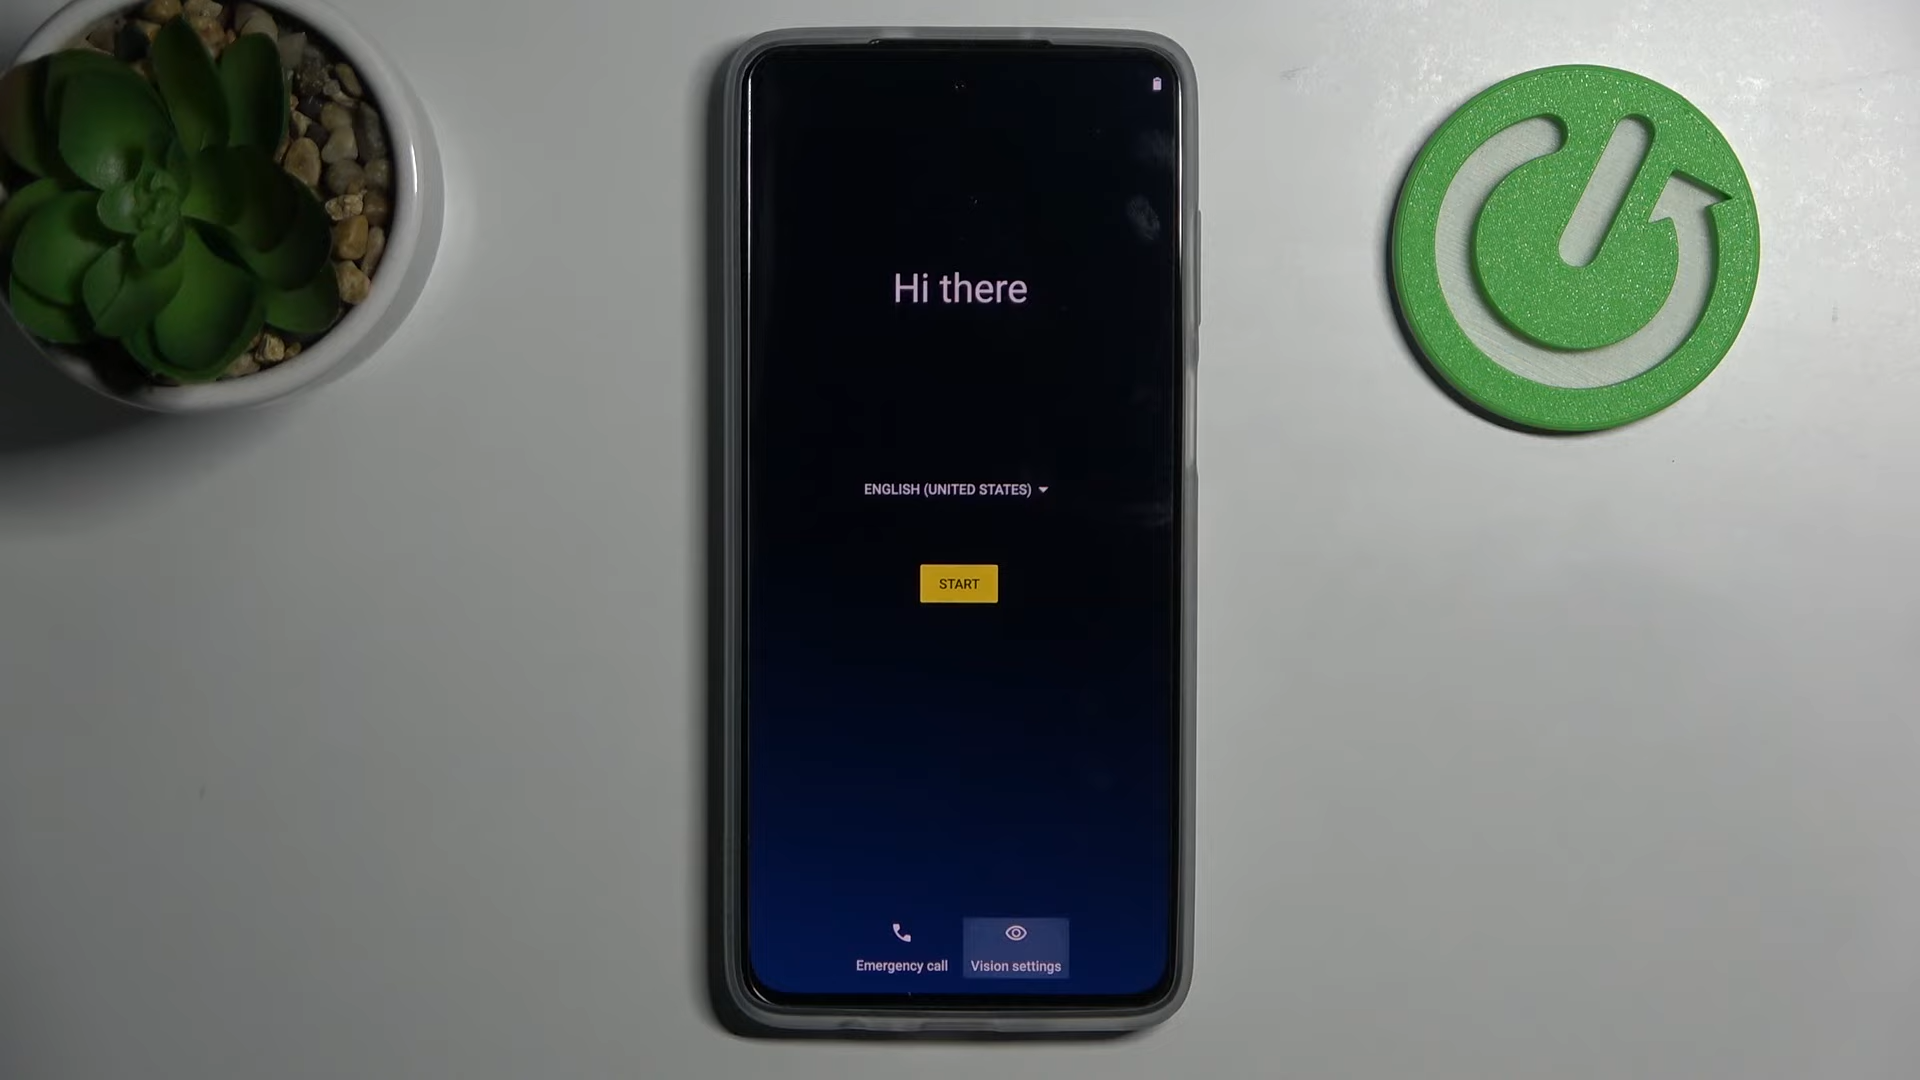 Hi there
ENGLISH (UNITED STATES)
START
Emergency call
Vision settings